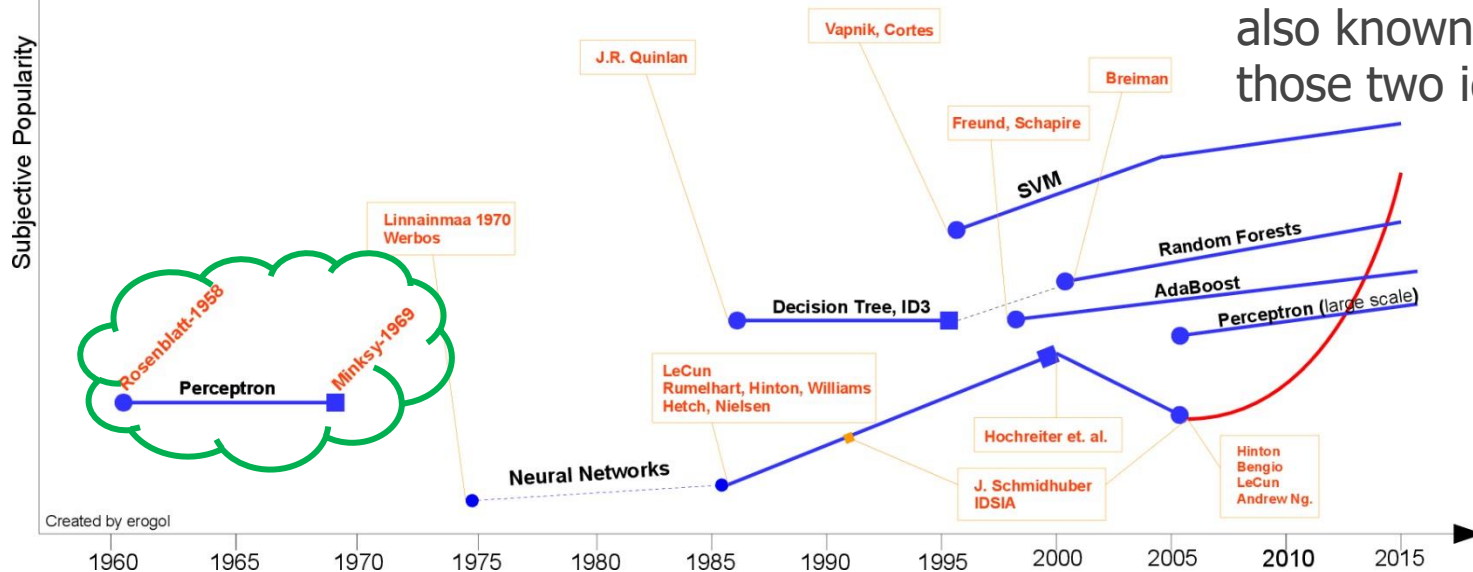 also known
those two i
Subjective Popularity
Vapnik, Cortes
J.R. Quinlan
Breiman
Freund, Schapire
SVM
Linnainmaa 1970
Werbos
Random Forests
AdaBoost
Decision Tree, ID3
Perceptron (large scale)
Rosenblatt-1958
Minksy-1969
Perceptron
LeCun
Rumelhart, Hinton, Williams
Hetch, Nielsen
Hochreiter et. al.
Neural Networks
J. Schmidhuber
IDSIA
Hinton
Bengio
LeCun
Andrew Ng.
Created by erogol
1960 1965 1970 1975 1980 1985 1990 1995 2000 2005 2010 2015